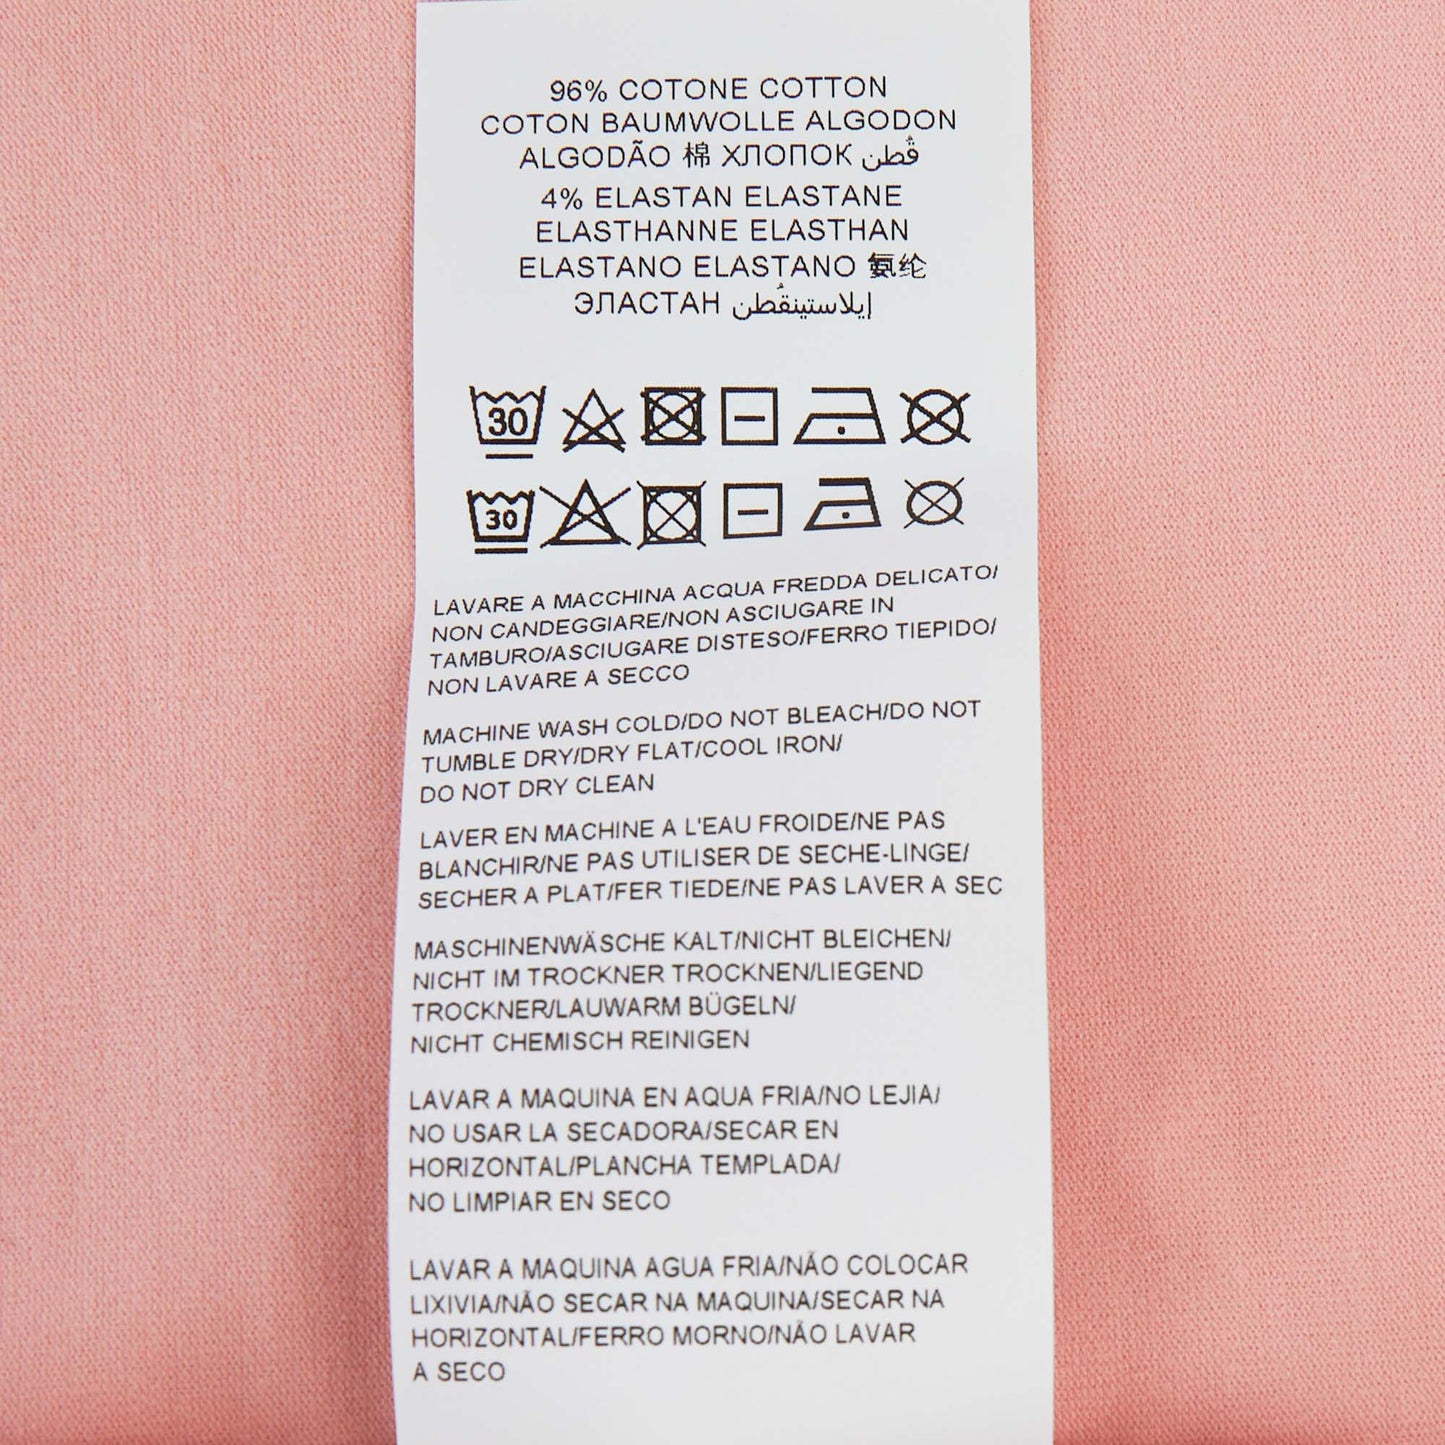 96% COTONE COTTON
COTON BAUMWOLLE ALGODON
ALGODÃO 棉 ХЛОПОК قُطن
4% ELASTAN ELASTANE
ELASTHANNE ELASTHAN
ELASTANO ELASTANO 氨纶
ЭЛАСТАН إيلاستينقُطن
30
30
LAVARE A MACCHINA ACQUA FREDDA DELICATO/
NON CANDEGGIARE/NON ASCIUGARE IN
TAMBURO/ASCIUGARE DISTESO/FERRO TIEPIDO/
NON LAVARE A SECCO
MACHINE WASH COLD/DO NOT BLEACH/DO NOT
TUMBLE DRY/DRY FLAT/COOL IRON/
DO NOT DRY CLEAN
LAVER EN MACHINE A L'EAU FROIDE/NE PAS
BLANCHIR/NE PAS UTILISER DE SECHE-LINGE/
SECHER A PLAT/FER TIEDE/NE PAS LAVER A SEC
MASCHINENWÄSCHE KALT/NICHT BLEICHEN/
NICHT IM TROCKNER TROCKNEN/LIEGEND
TROCKNER/LAUWARM BÜGELN/
NICHT CHEMISCH REINIGEN
LAVAR A MAQUINA EN AQUA FRIA/NO LEJIA/
NO USAR LA SECADORA/SECAR EN
HORIZONTAL/PLANCHA TEMPLADA/
NO LIMPIAR EN SECO
LAVAR A MAQUINA AGUA FRIA/NÃO COLOCAR
LIXIVIA/NÃO SECAR NA MAQUINA/SECAR NA
HORIZONTAL/FERRO MORNO/NÃO LAVAR
A SECO